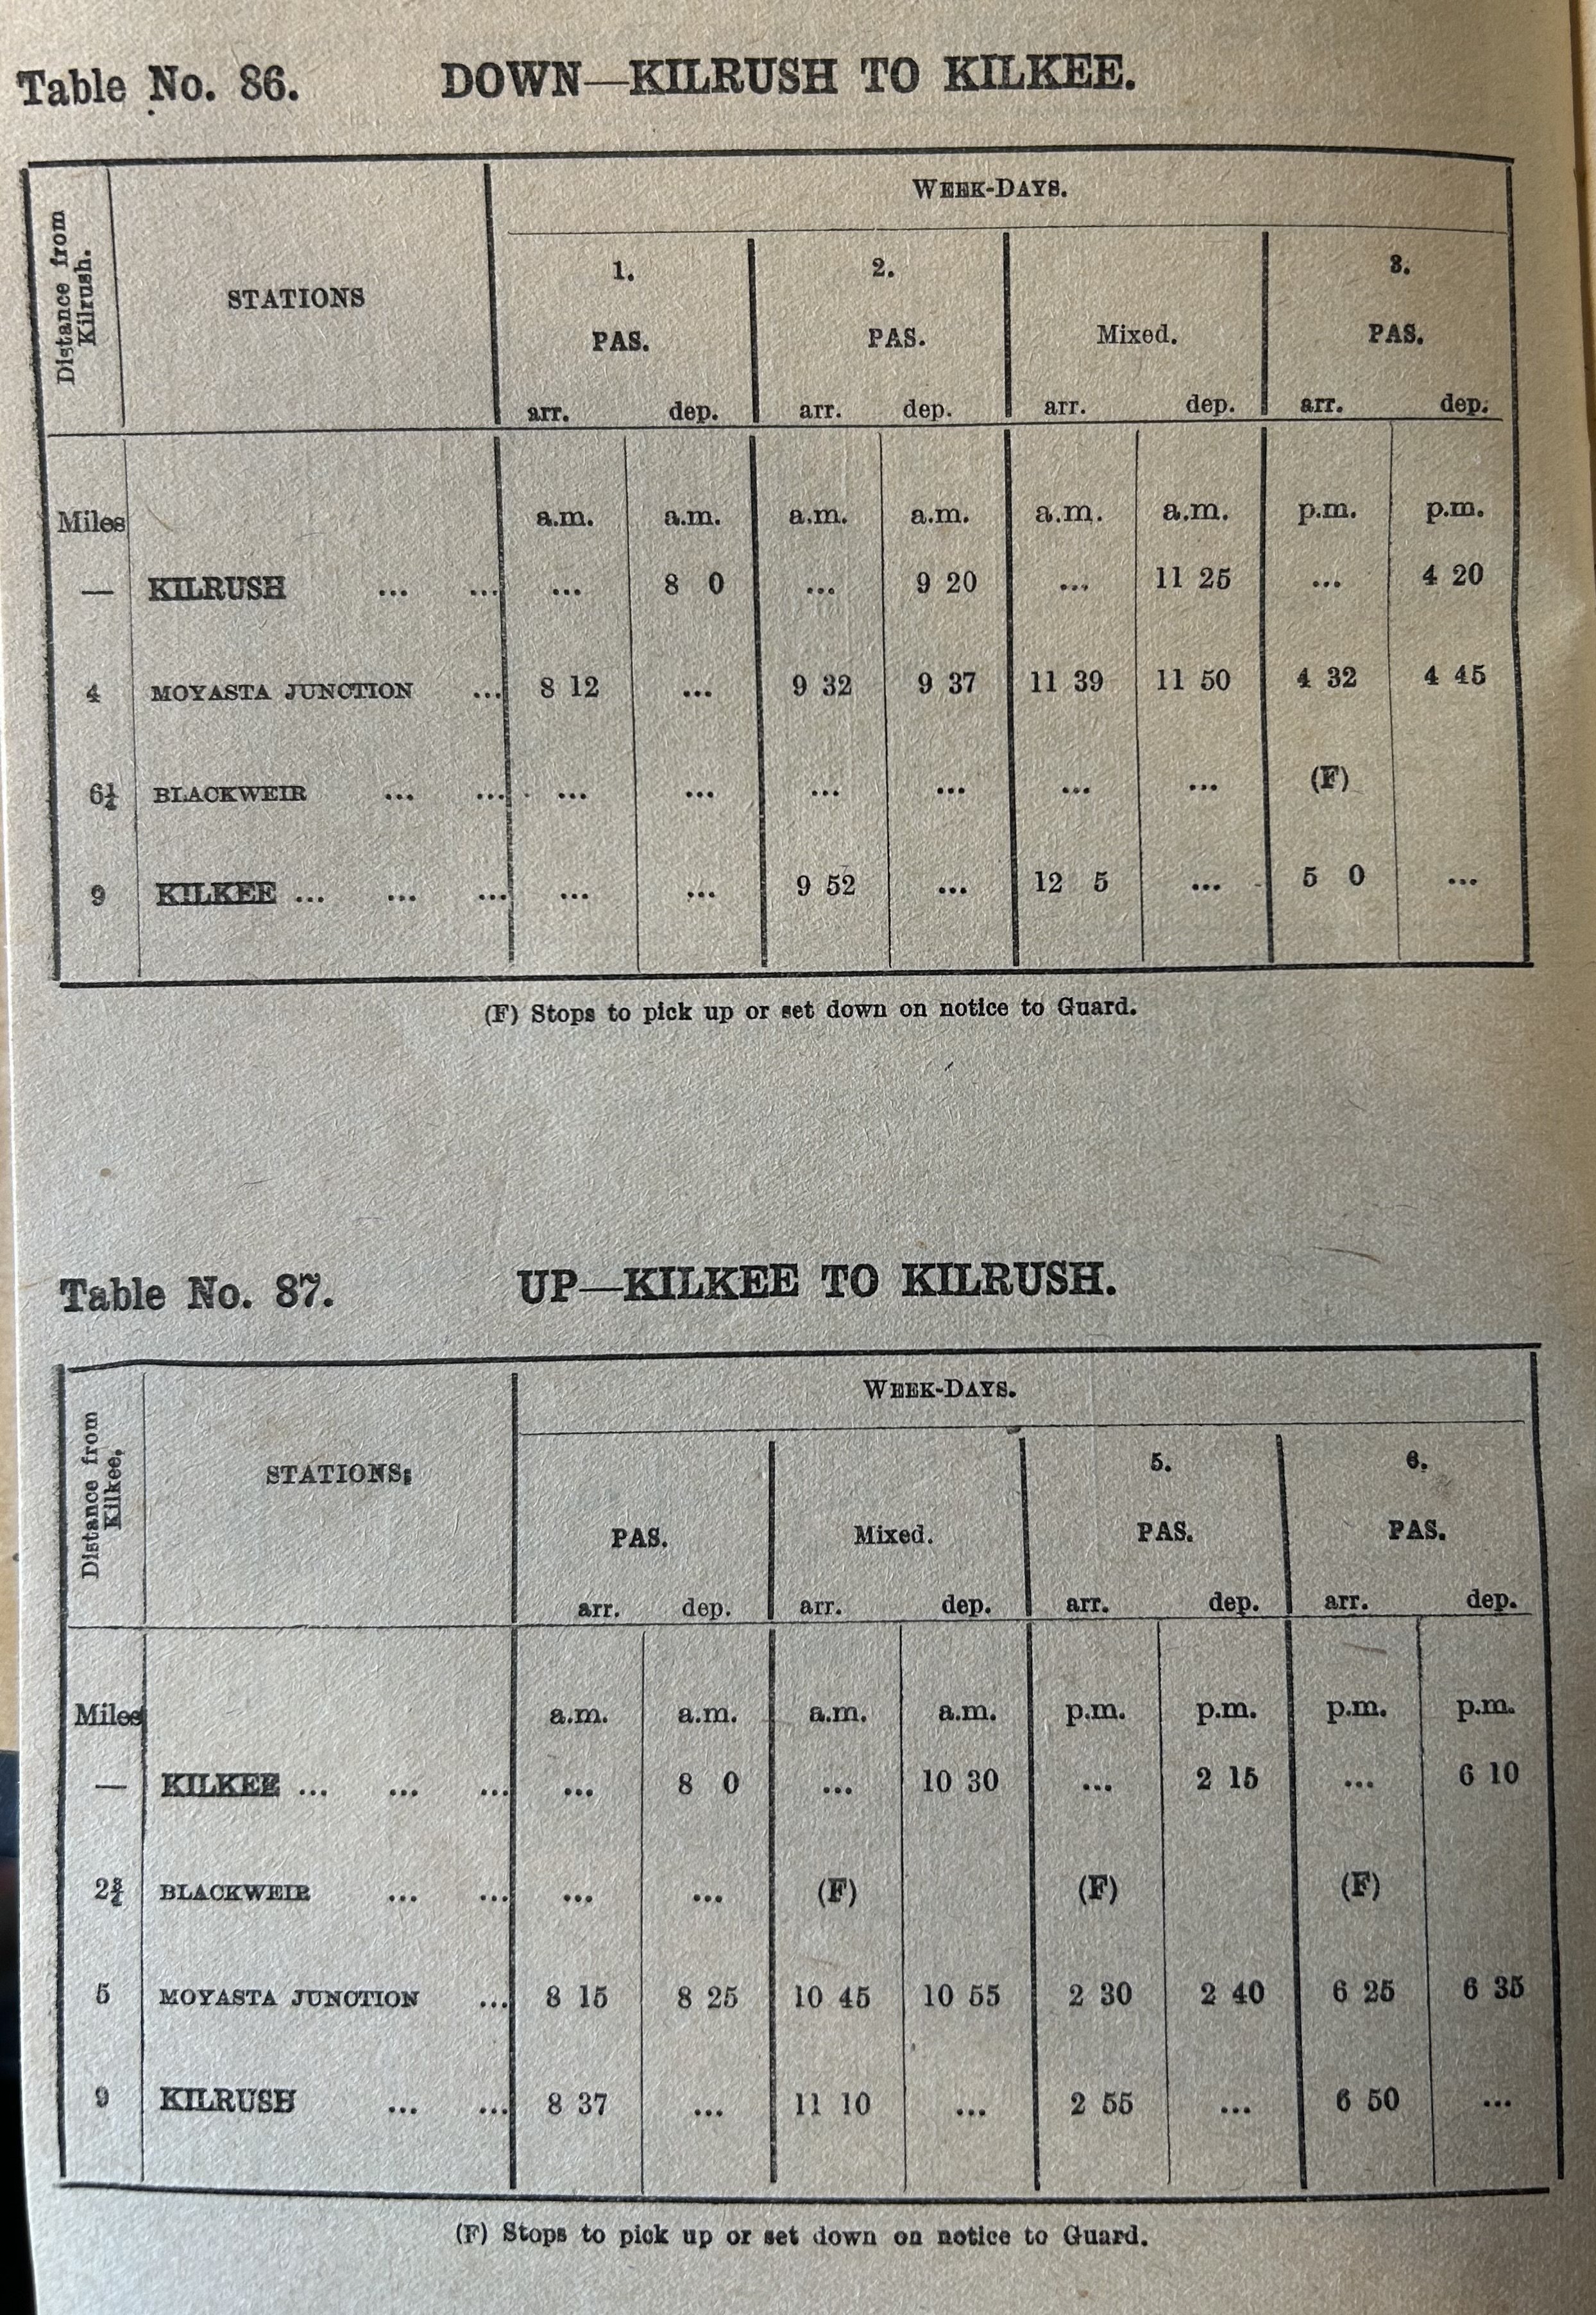 Table No. 86. DOWN—KILRUSH TO KILKEE.
Distance from Kilrush. STATIONS WEEK-DAYS.
1. 2. 3.
PAS. PAS. Mixed. PAS.
arr. dep. arr. dep. arr. dep. arr. dep.
Miles a.m. a.m. a.m. a.m. a.m. a.m. p.m. p.m.
— KILRUSH ... ... ... 8 0 ... 9 20 ... 11 25 ... 4 20
4 MOYASTA JUNCTION ... 8 12 ... 9 32 9 37 11 39 11 50 4 32 4 45
6¼ BLACKWEIR ... ... ... ... ... ... ... ... (F)
9 KILKEE ... ... ... ... ... 9 52 ... 12 5 ... 5 0 ...
(F) Stops to pick up or set down on notice to Guard.
Table No. 87. UP—KILKEE TO KILRUSH.
Distance from Kilkee. STATIONS; WEEK-DAYS.
5. 6.
PAS. Mixed. PAS. PAS.
arr. dep. arr. dep. arr. dep. arr. dep.
Miles a.m. a.m. a.m. a.m. p.m. p.m. p.m. p.m.
— KILKEE ... ... ... ... 8 0 ... 10 30 ... 2 15 ... 6 10
2¾ BLACKWEIR ... ... ... ... (F) (F) (F)
5 MOYASTA JUNCTION ... 8 15 8 25 10 45 10 55 2 30 2 40 6 25 6 35
9 KILRUSH ... ... 8 37 ... 11 10 ... 2 55 ... 6 50 ...
(F) Stops to pick up or set down on notice to Guard.